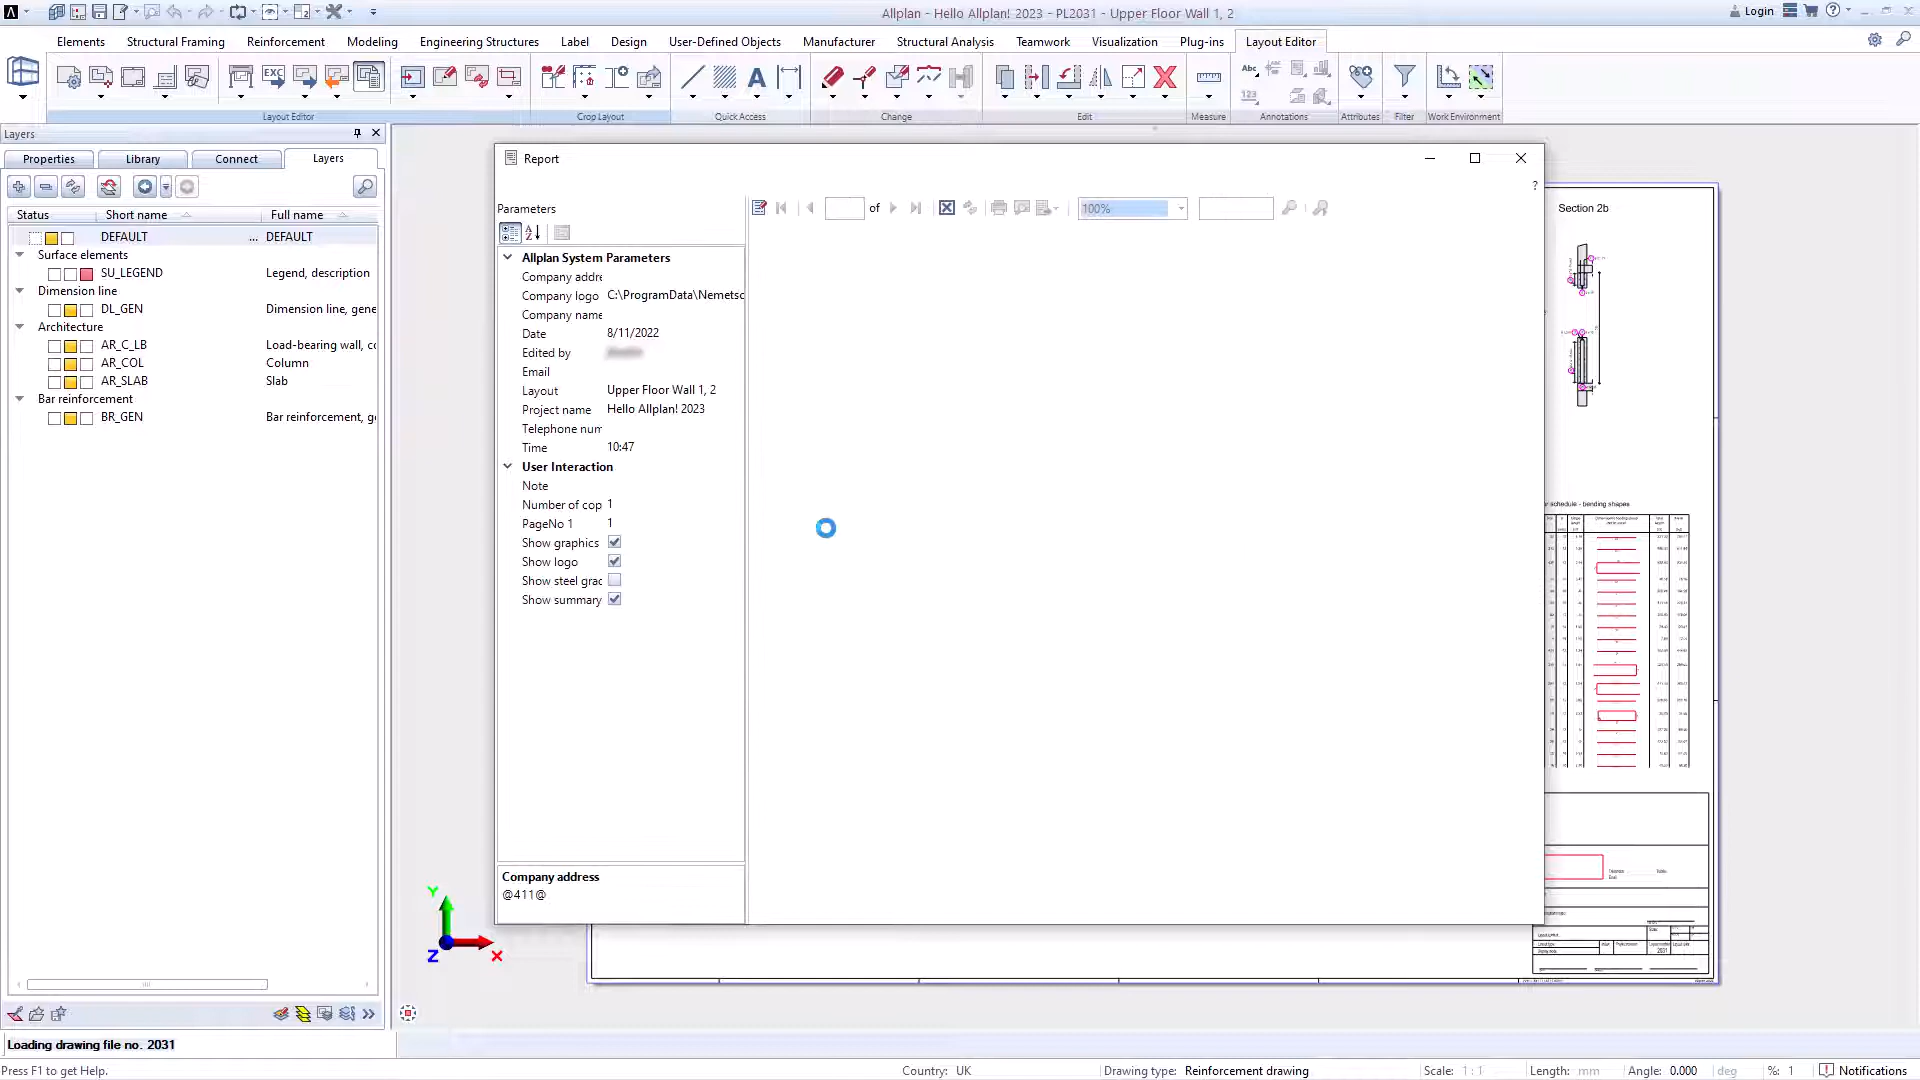 Allplan - Hello Allplan! 2023 - PL2031 - Upper Floor Wall 1, 2
Login
Elements Structural Framing Reinforcement Modeling Engineering Structures Label Design User-Defined Objects Manufacturer Structural Analysis Teamwork Visualization Plug-ins Layout Editor
EXC
A
Abc
123
Layout Editor Crop Layout Quick Access Change Edit Measure Annotations Attributes Filter Work Environment
Layers
Properties Library Connect Layers
Status Short name Full name
DEFAULT ... DEFAULT
Surface elements
SU_LEGEND Legend, description
Dimension line
DL_GEN Dimension line, gene
Architecture
AR_C_LB Load-bearing wall, co
AR_COL Column
AR_SLAB Slab
Bar reinforcement
BR_GEN Bar reinforcement, ge
Loading drawing file no. 2031
Report
?
Parameters
of
100%
Allplan System Parameters
Company addre
Company logo C:\ProgramData\Nemetsc
Company name
Date 8/11/2022
Edited by
Email
Layout Upper Floor Wall 1, 2
Project name Hello Allplan! 2023
Telephone num
Time 10:47
User Interaction
Note
Number of cop 1
PageNo 1 1
Show graphics
Show logo
Show steel grad
Show summary
Company address
@411@
Section 2b
r schedule - bending shapes
2031
Y
Z
X
Press F1 to get Help.
Country: UK
Drawing type: Reinforcement drawing
Scale: 1 : 1
Length: mm
Angle: 0.000 deg
%: 1
Notifications